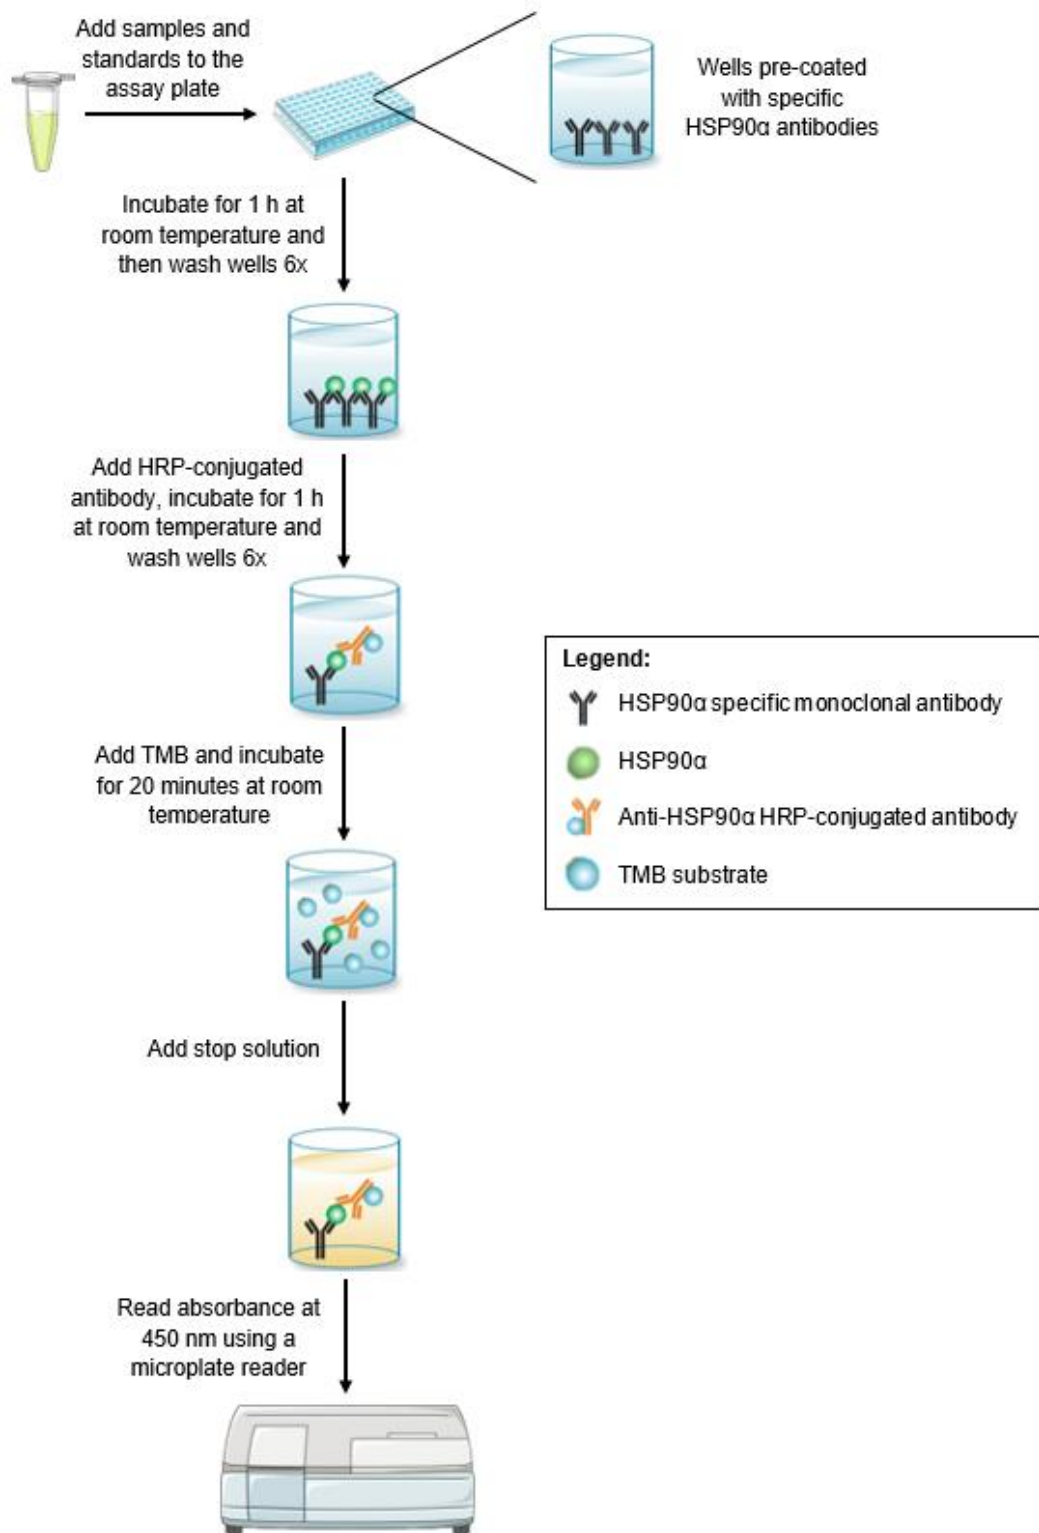 Add samples and
standards to the
assay plate
Wells pre-coated
with specific
HSP90α antibodies
Incubate for 1 h at
room temperature and
then wash wells 6x
Add HRP-conjugated
antibody, incubate for 1 h
at room temperature and
wash wells 6x
Legend:
HSP90α specific monoclonal antibody
HSP90α
Anti-HSP90α HRP-conjugated antibody
TMB substrate
Add TMB and incubate
for 20 minutes at room
temperature
Add stop solution
Read absorbance at
450 nm using a
microplate reader